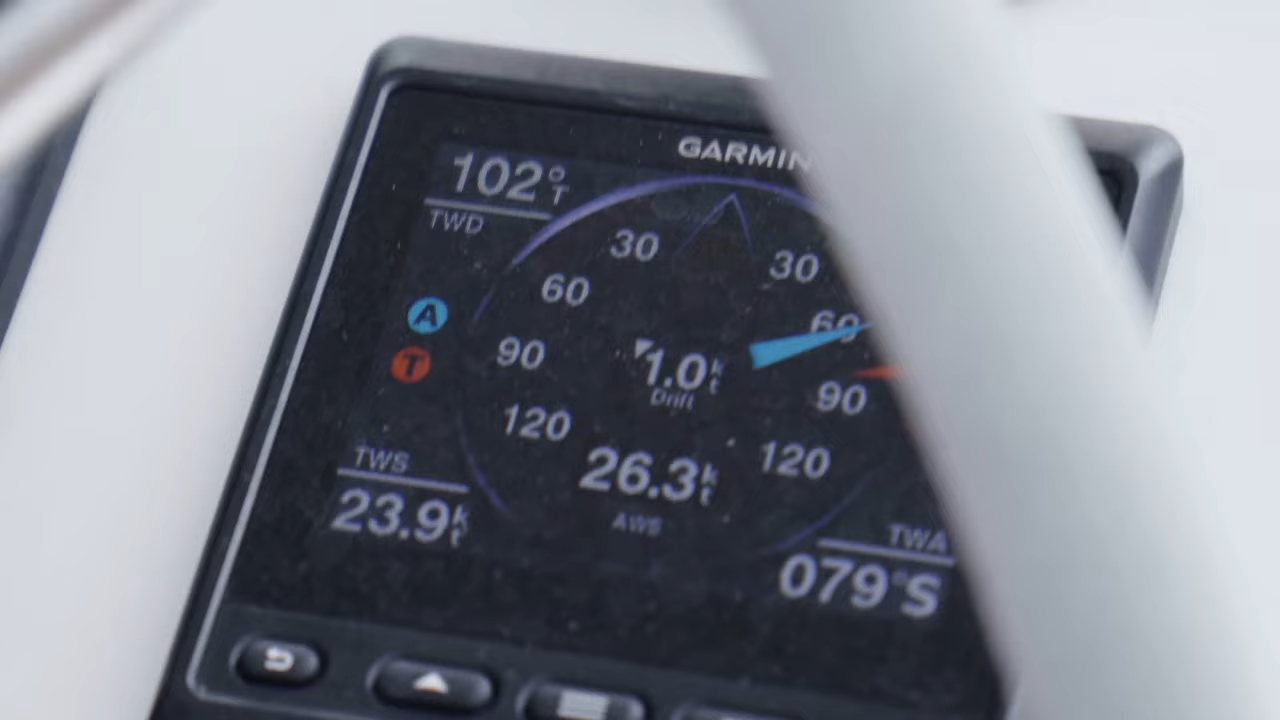 GARMIN
102°T
TWD
30
30
60
60
A
T
90
1.0kt
Drift
90
120
120
TWS
26.3kt
23.9kt
AWS
TWA
079°S